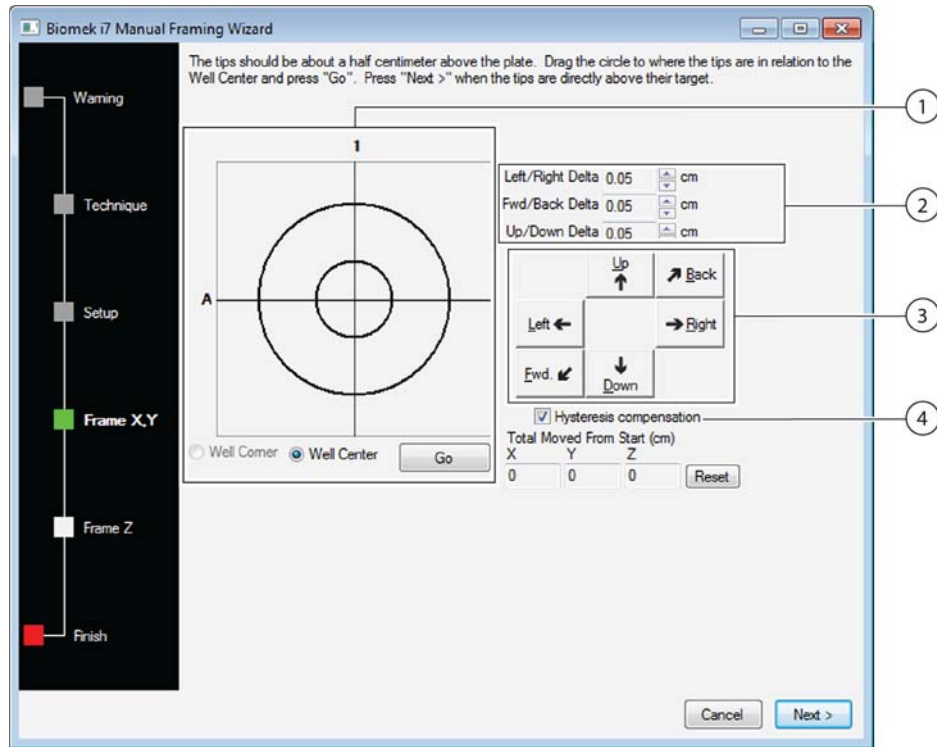 Biomek i7 Manual Framing Wizard
The tips should be about a half centimeter above the plate. Drag the circle to where the tips are in relation to the
Well Center and press "Go". Press "Next >" when the tips are directly above their target.
Warning
Technique
Setup
Frame X,Y
Frame Z
Finish
1
A
Well Corner Well Center Go
Left/Right Delta 0.05 cm
Fwd/Back Delta 0.05 cm
Up/Down Delta 0.05 cm
Up Back
Left Right
Fwd. Down
Hysteresis compensation
Total Moved From Start (cm)
X Y Z
0 0 0 Reset
Cancel Next >
1
2
3
4